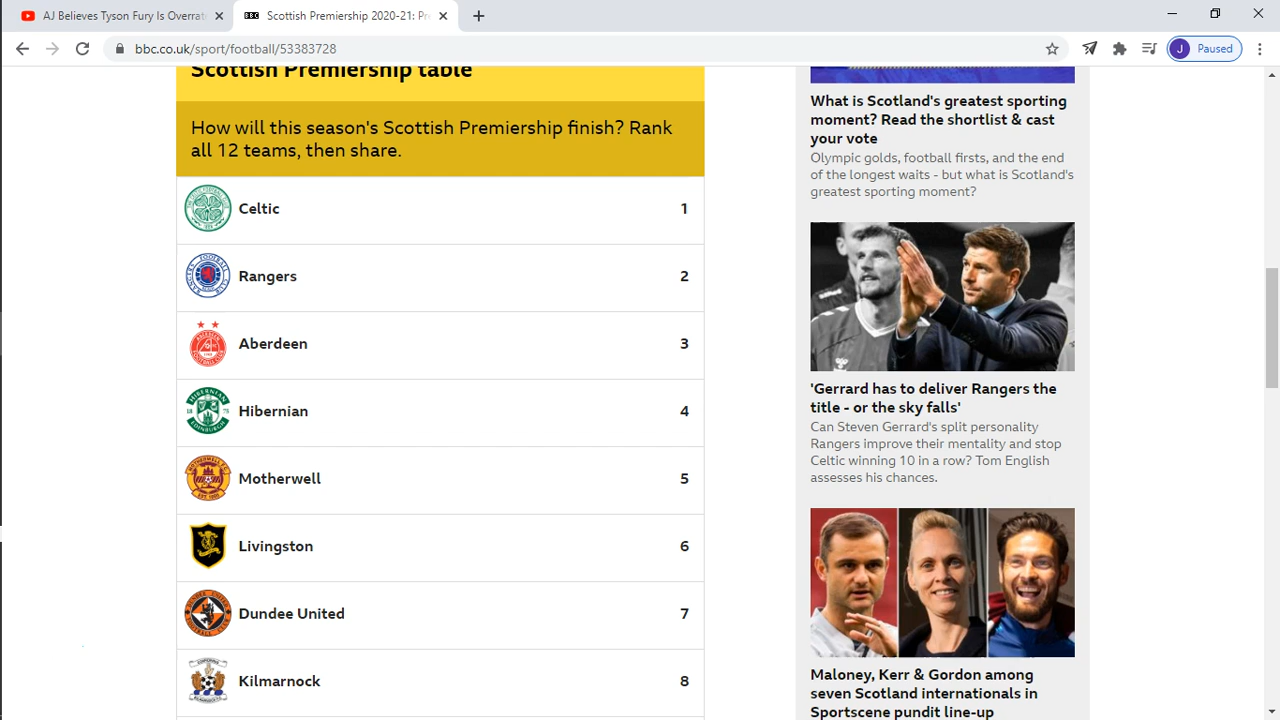 AJ Believes Tyson Fury Is Overrat
Scottish Premiership 2020-21: Pr
bbc.co.uk/sport/football/53383728
J Paused
Scottish Premiership table
How will this season's Scottish Premiership finish? Rank
all 12 teams, then share.
Celtic 1
Rangers 2
Aberdeen 3
Hibernian 4
Motherwell 5
Livingston 6
Dundee United 7
Kilmarnock 8
What is Scotland's greatest sporting
moment? Read the shortlist & cast
your vote
Olympic golds, football firsts, and the end
of the longest waits - but what is Scotland's
greatest sporting moment?
'Gerrard has to deliver Rangers the
title - or the sky falls'
Can Steven Gerrard's split personality
Rangers improve their mentality and stop
Celtic winning 10 in a row? Tom English
assesses his chances.
Maloney, Kerr & Gordon among
seven Scotland internationals in
Sportscene pundit line-up